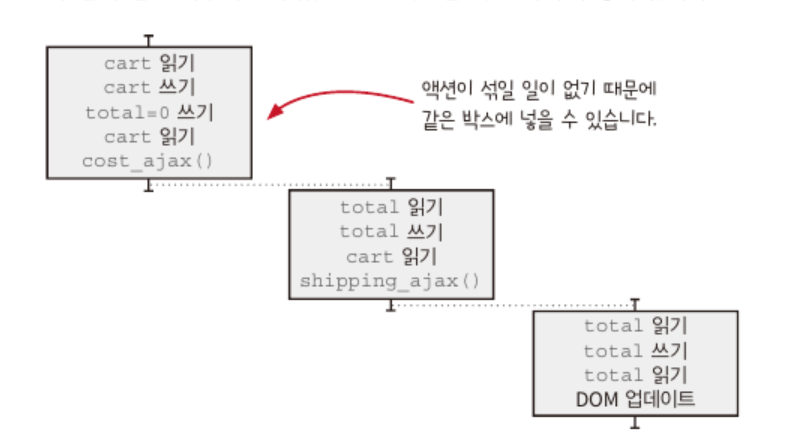 cart 읽기
cart 쓰기
total=0 쓰기
cart 읽기
cost_ajax()
액션이 섞일 일이 없기 때문에
같은 박스에 넣을 수 있습니다.
total 읽기
total 쓰기
cart 읽기
shipping_ajax()
total 읽기
total 쓰기
total 읽기
DOM 업데이트